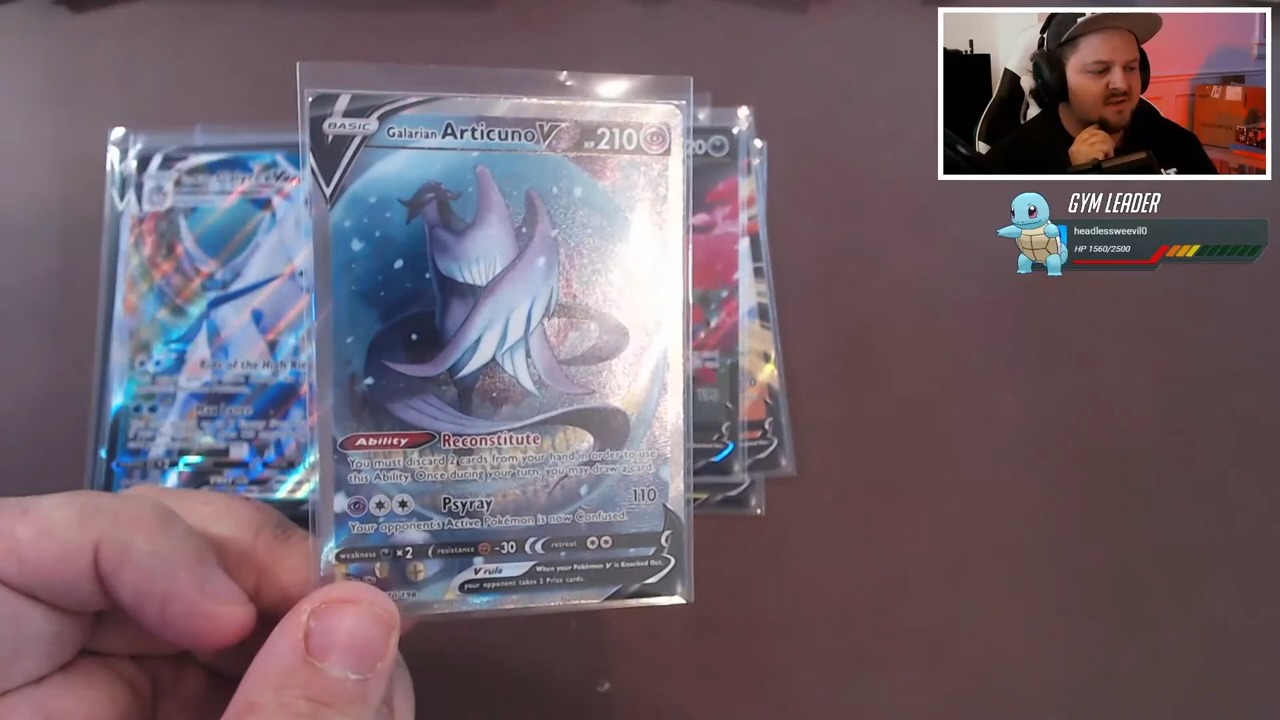 BASIC
Galarian Articuno V HP 210
GYM LEADER
headlessweevil0
HP 1560/2500
Max Lance
Ability Reconstitute
You must discard 2 cards from your hand in order to use
this Ability. Once during your turn, you may draw a card.
Psyray 110
Your opponent's Active Pokémon is now Confused.
weakness ×2 resistance -30 retreat
V rule When your Pokémon V is Knocked Out,
your opponent takes 2 Prize cards.